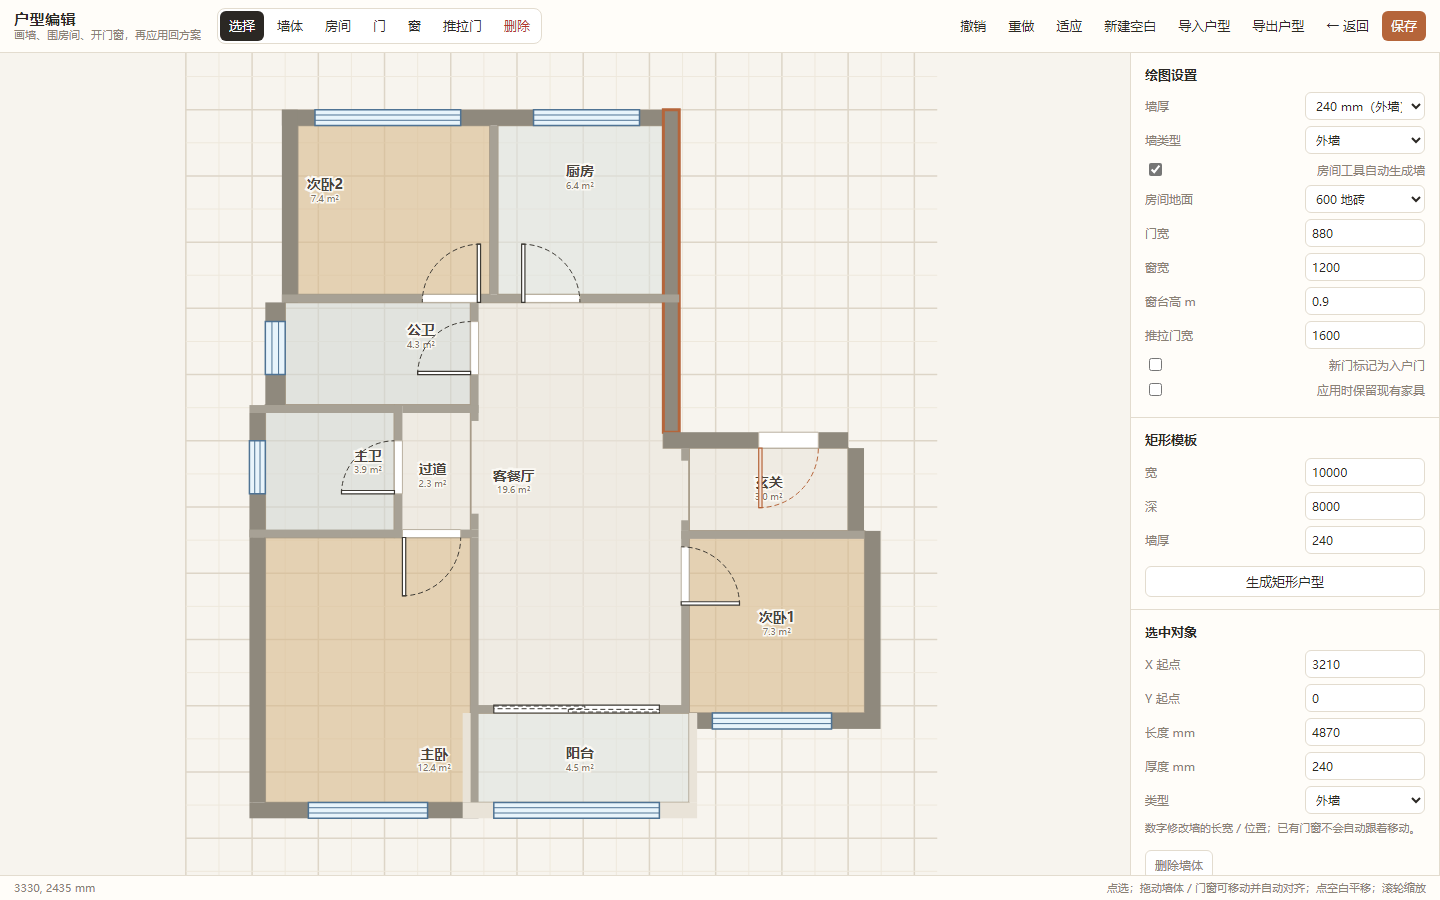 户型编辑
画墙、围房间、开门窗，再应用回方案
选择 墙体 房间 门 窗 推拉门 删除
撤销 重做 适应 新建空白 导入户型 导出户型 ← 返回 保存
次卧2
7.4 m²
厨房
6.4 m²
公卫
4.3 m²
主卫
3.9 m²
过道
2.3 m²
客餐厅
19.6 m²
玄关
3.0 m²
次卧1
7.3 m²
主卧
12.4 m²
阳台
4.5 m²
绘图设置
墙厚 240 mm（外墙）
墙类型 外墙
房间工具自动生成墙
房间地面 600 地砖
门宽 880
窗宽 1200
窗台高 m 0.9
推拉门宽 1600
新门标记为入户门
应用时保留现有家具
矩形模板
宽 10000
深 8000
墙厚 240
生成矩形户型
选中对象
X 起点 3210
Y 起点 0
长度 mm 4870
厚度 mm 240
类型 外墙
数字修改墙的长宽 / 位置；已有门窗不会自动跟着移动。
删除墙体
3330, 2435 mm
点选；拖动墙体 / 门窗可移动并自动对齐；点空白平移；滚轮缩放